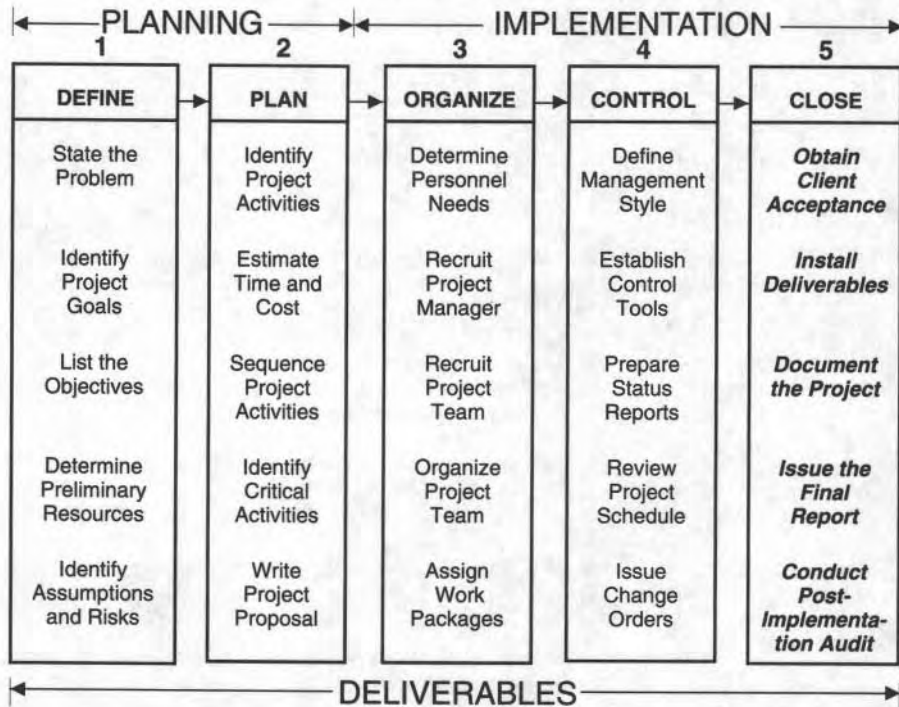 PLANNING
IMPLEMENTATION
1
2
3
4
5
DEFINE
PLAN
ORGANIZE
CONTROL
CLOSE
State the
Problem
Identify
Project
Goals
List the
Objectives
Determine
Preliminary
Resources
Identify
Assumptions
and Risks
Identify
Project
Activities
Estimate
Time and
Cost
Sequence
Project
Activities
Identify
Critical
Activities
Write
Project
Proposal
Determine
Personnel
Needs
Recruit
Project
Manager
Recruit
Project
Team
Organize
Project
Team
Assign
Work
Packages
Define
Management
Style
Establish
Control
Tools
Prepare
Status
Reports
Review
Project
Schedule
Issue
Change
Orders
Obtain
Client
Acceptance
Install
Deliverables
Document
the Project
Issue the
Final
Report
Conduct
Post-
implementa-
tion Audit
DELIVERABLES